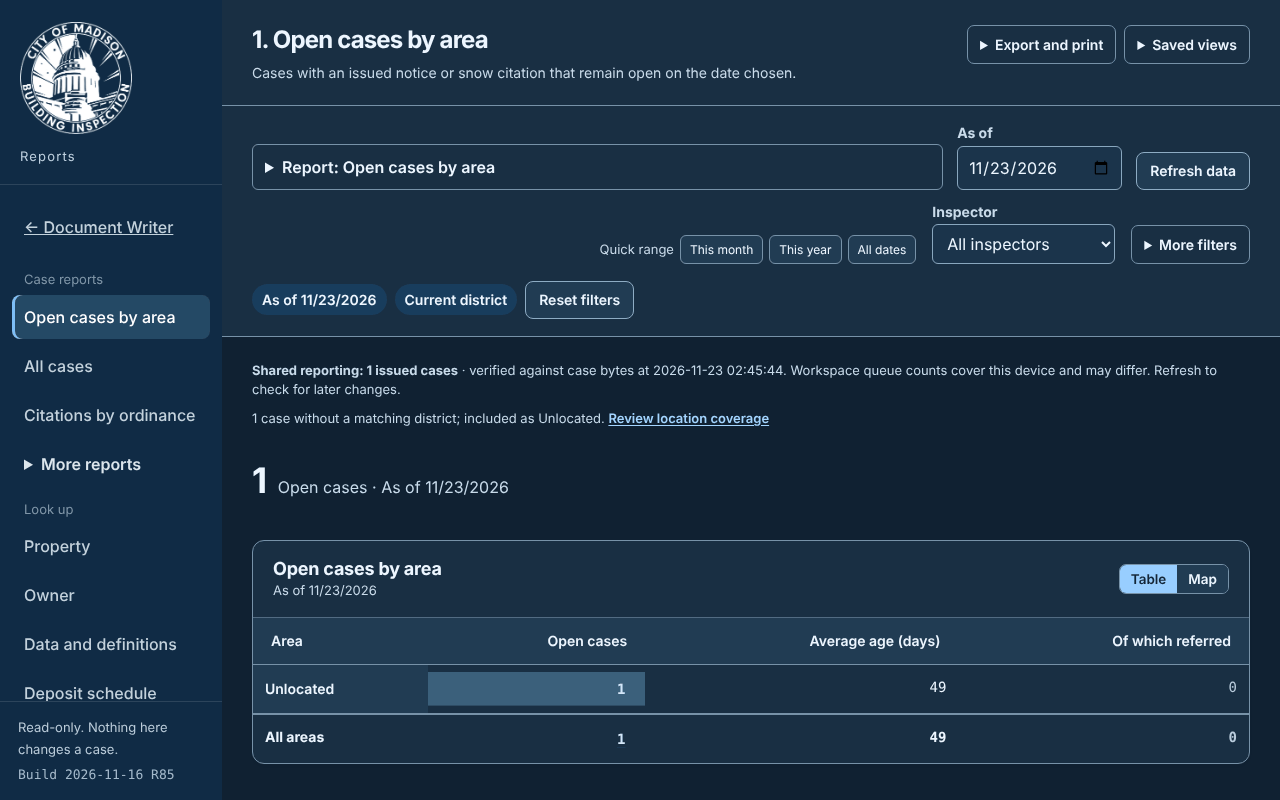 CITY OF MADISON
BUILDING INSPECTION
Reports
← Document Writer
Case reports
Open cases by area
All cases
Citations by ordinance
▶ More reports
Look up
Property
Owner
Data and definitions
Deposit schedule
Read-only. Nothing here
changes a case.
Build 2026-11-16 R85
1. Open cases by area
Cases with an issued notice or snow citation that remain open on the date chosen.
▶ Export and print
▶ Saved views
▶ Report: Open cases by area
As of
11/23/2026
Refresh data
Quick range
This month
This year
All dates
Inspector
All inspectors
▶ More filters
As of 11/23/2026
Current district
Reset filters
Shared reporting: 1 issued cases · verified against case bytes at 2026-11-23 02:45:44. Workspace queue counts cover this device and may differ. Refresh to
check for later changes.
1 case without a matching district; included as Unlocated. Review location coverage
1 Open cases · As of 11/23/2026
Open cases by area
As of 11/23/2026
Table Map
Area Open cases Average age (days) Of which referred
Unlocated 1 49 0
All areas 1 49 0